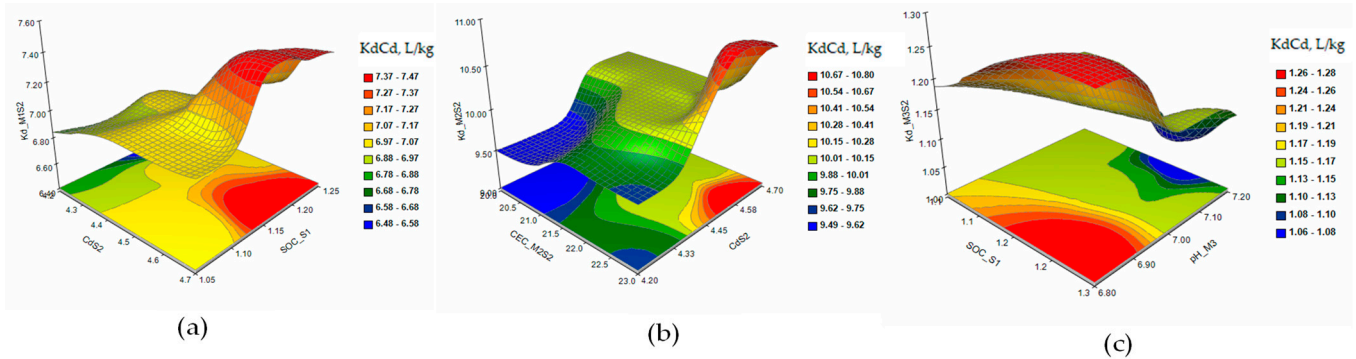 7.60
7.40
7.20
7.00
6.80
6.60
Kd_M1S2
4.3
4.4
4.5
4.6
4.7
CdS2
1.05
1.10
1.15
1.20
1.25
SOC_S1
KdCd, L/kg
7.37 - 7.47
7.27 - 7.37
7.17 - 7.27
7.07 - 7.17
6.97 - 7.07
6.88 - 6.97
6.78 - 6.88
6.68 - 6.78
6.58 - 6.68
6.48 - 6.58
(a)
11.00
10.50
10.00
9.50
Kd_M2S2
20.5
21.0
21.5
22.0
22.5
23.0
CEC_M2S2
4.20
4.33
4.45
4.58
4.70
CdS2
KdCd, L/kg
10.67 - 10.80
10.54 - 10.67
10.41 - 10.54
10.28 - 10.41
10.15 - 10.28
10.01 - 10.15
9.88 - 10.01
9.75 - 9.88
9.62 - 9.75
9.49 - 9.62
(b)
1.30
1.25
1.20
1.15
1.10
1.05
1.00
Kd_M3S2
1.1
1.2
1.2
1.3
SOC_S1
6.80
6.90
7.00
7.10
7.20
pH_M3
KdCd, L/kg
1.26 - 1.28
1.24 - 1.26
1.21 - 1.24
1.19 - 1.21
1.17 - 1.19
1.15 - 1.17
1.13 - 1.15
1.10 - 1.13
1.08 - 1.10
1.06 - 1.08
(c)